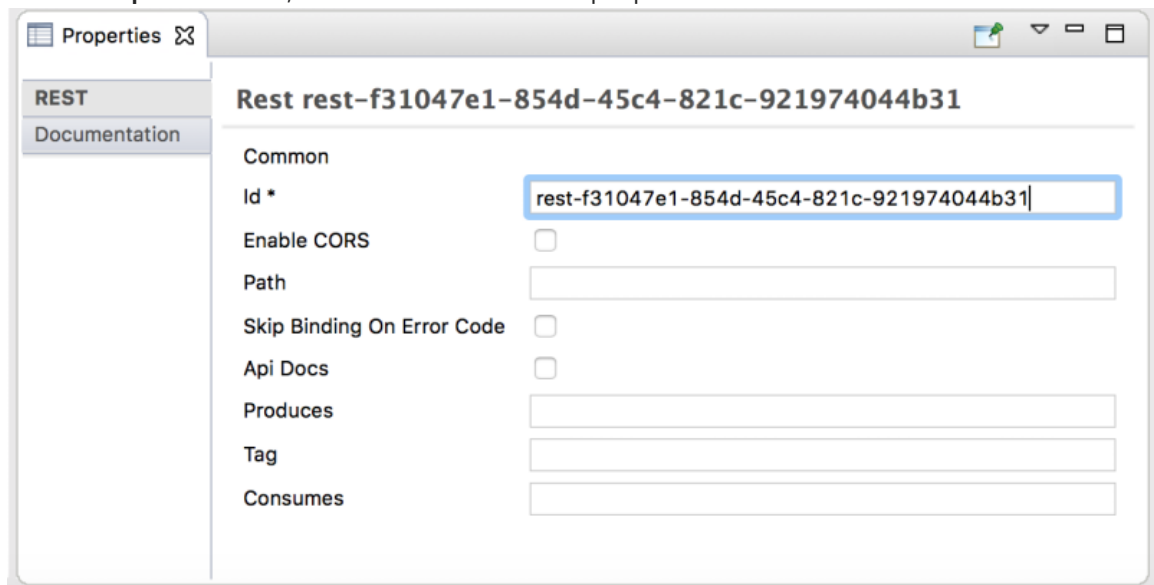 Properties
REST
Documentation
Rest rest-f31047e1-854d-45c4-821c-921974044b31
Common
Id * rest-f31047e1-854d-45c4-821c-921974044b31
Enable CORS
Path
Skip Binding On Error Code
Api Docs
Produces
Tag
Consumes